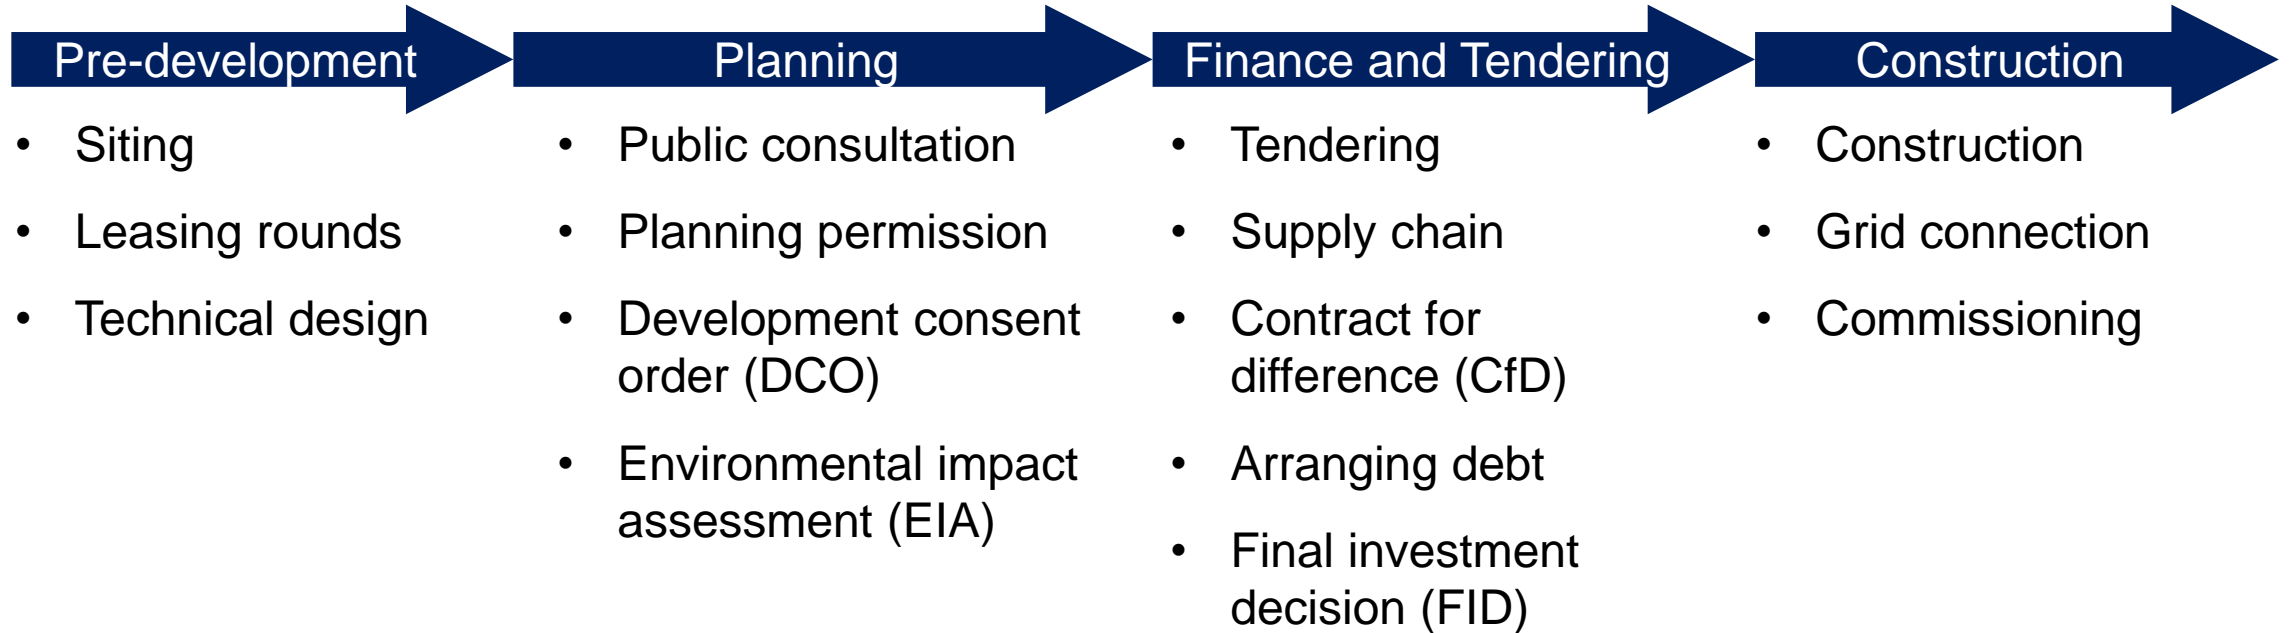 Pre-development
• Siting
• Leasing rounds
• Technical design
Planning
• Public consultation
• Planning permission
• Development consent
order (DCO)
• Environmental impact
assessment (EIA)
Finance and Tendering
• Tendering
• Supply chain
• Contract for
difference (CfD)
• Arranging debt
• Final investment
decision (FID)
Construction
• Construction
• Grid connection
• Commissioning